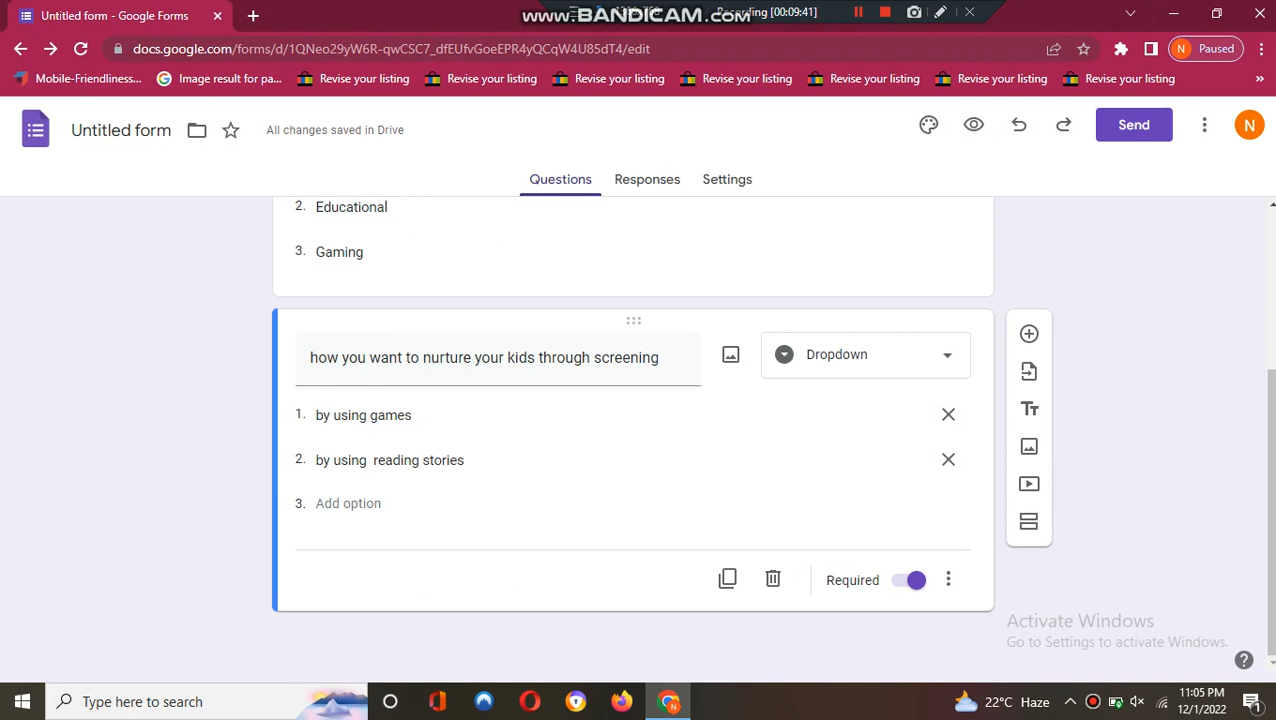 Untitled form - Google Forms
www.BANDICAM.com
Recording [00:09:41]
docs.google.com/forms/d/1QNeo29yW6R-qwCSC7_dfEUfvGoeEPR4yQCqW4U85dT4/edit
N Paused
Mobile-Friendliness...
Image result for pa...
Revise your listing
Revise your listing
Revise your listing
Revise your listing
Revise your listing
Revise your listing
Revise your listing
»
Untitled form
All changes saved in Drive
Send
N
Questions
Responses
Settings
2. Educational
3. Gaming
how you want to nurture your kids through screening
Dropdown
1. by using games
2. by using  reading stories
3. Add option
Required
Activate Windows
Go to Settings to activate Windows.
Type here to search
22°C Haze
11:05 PM
12/1/2022
1